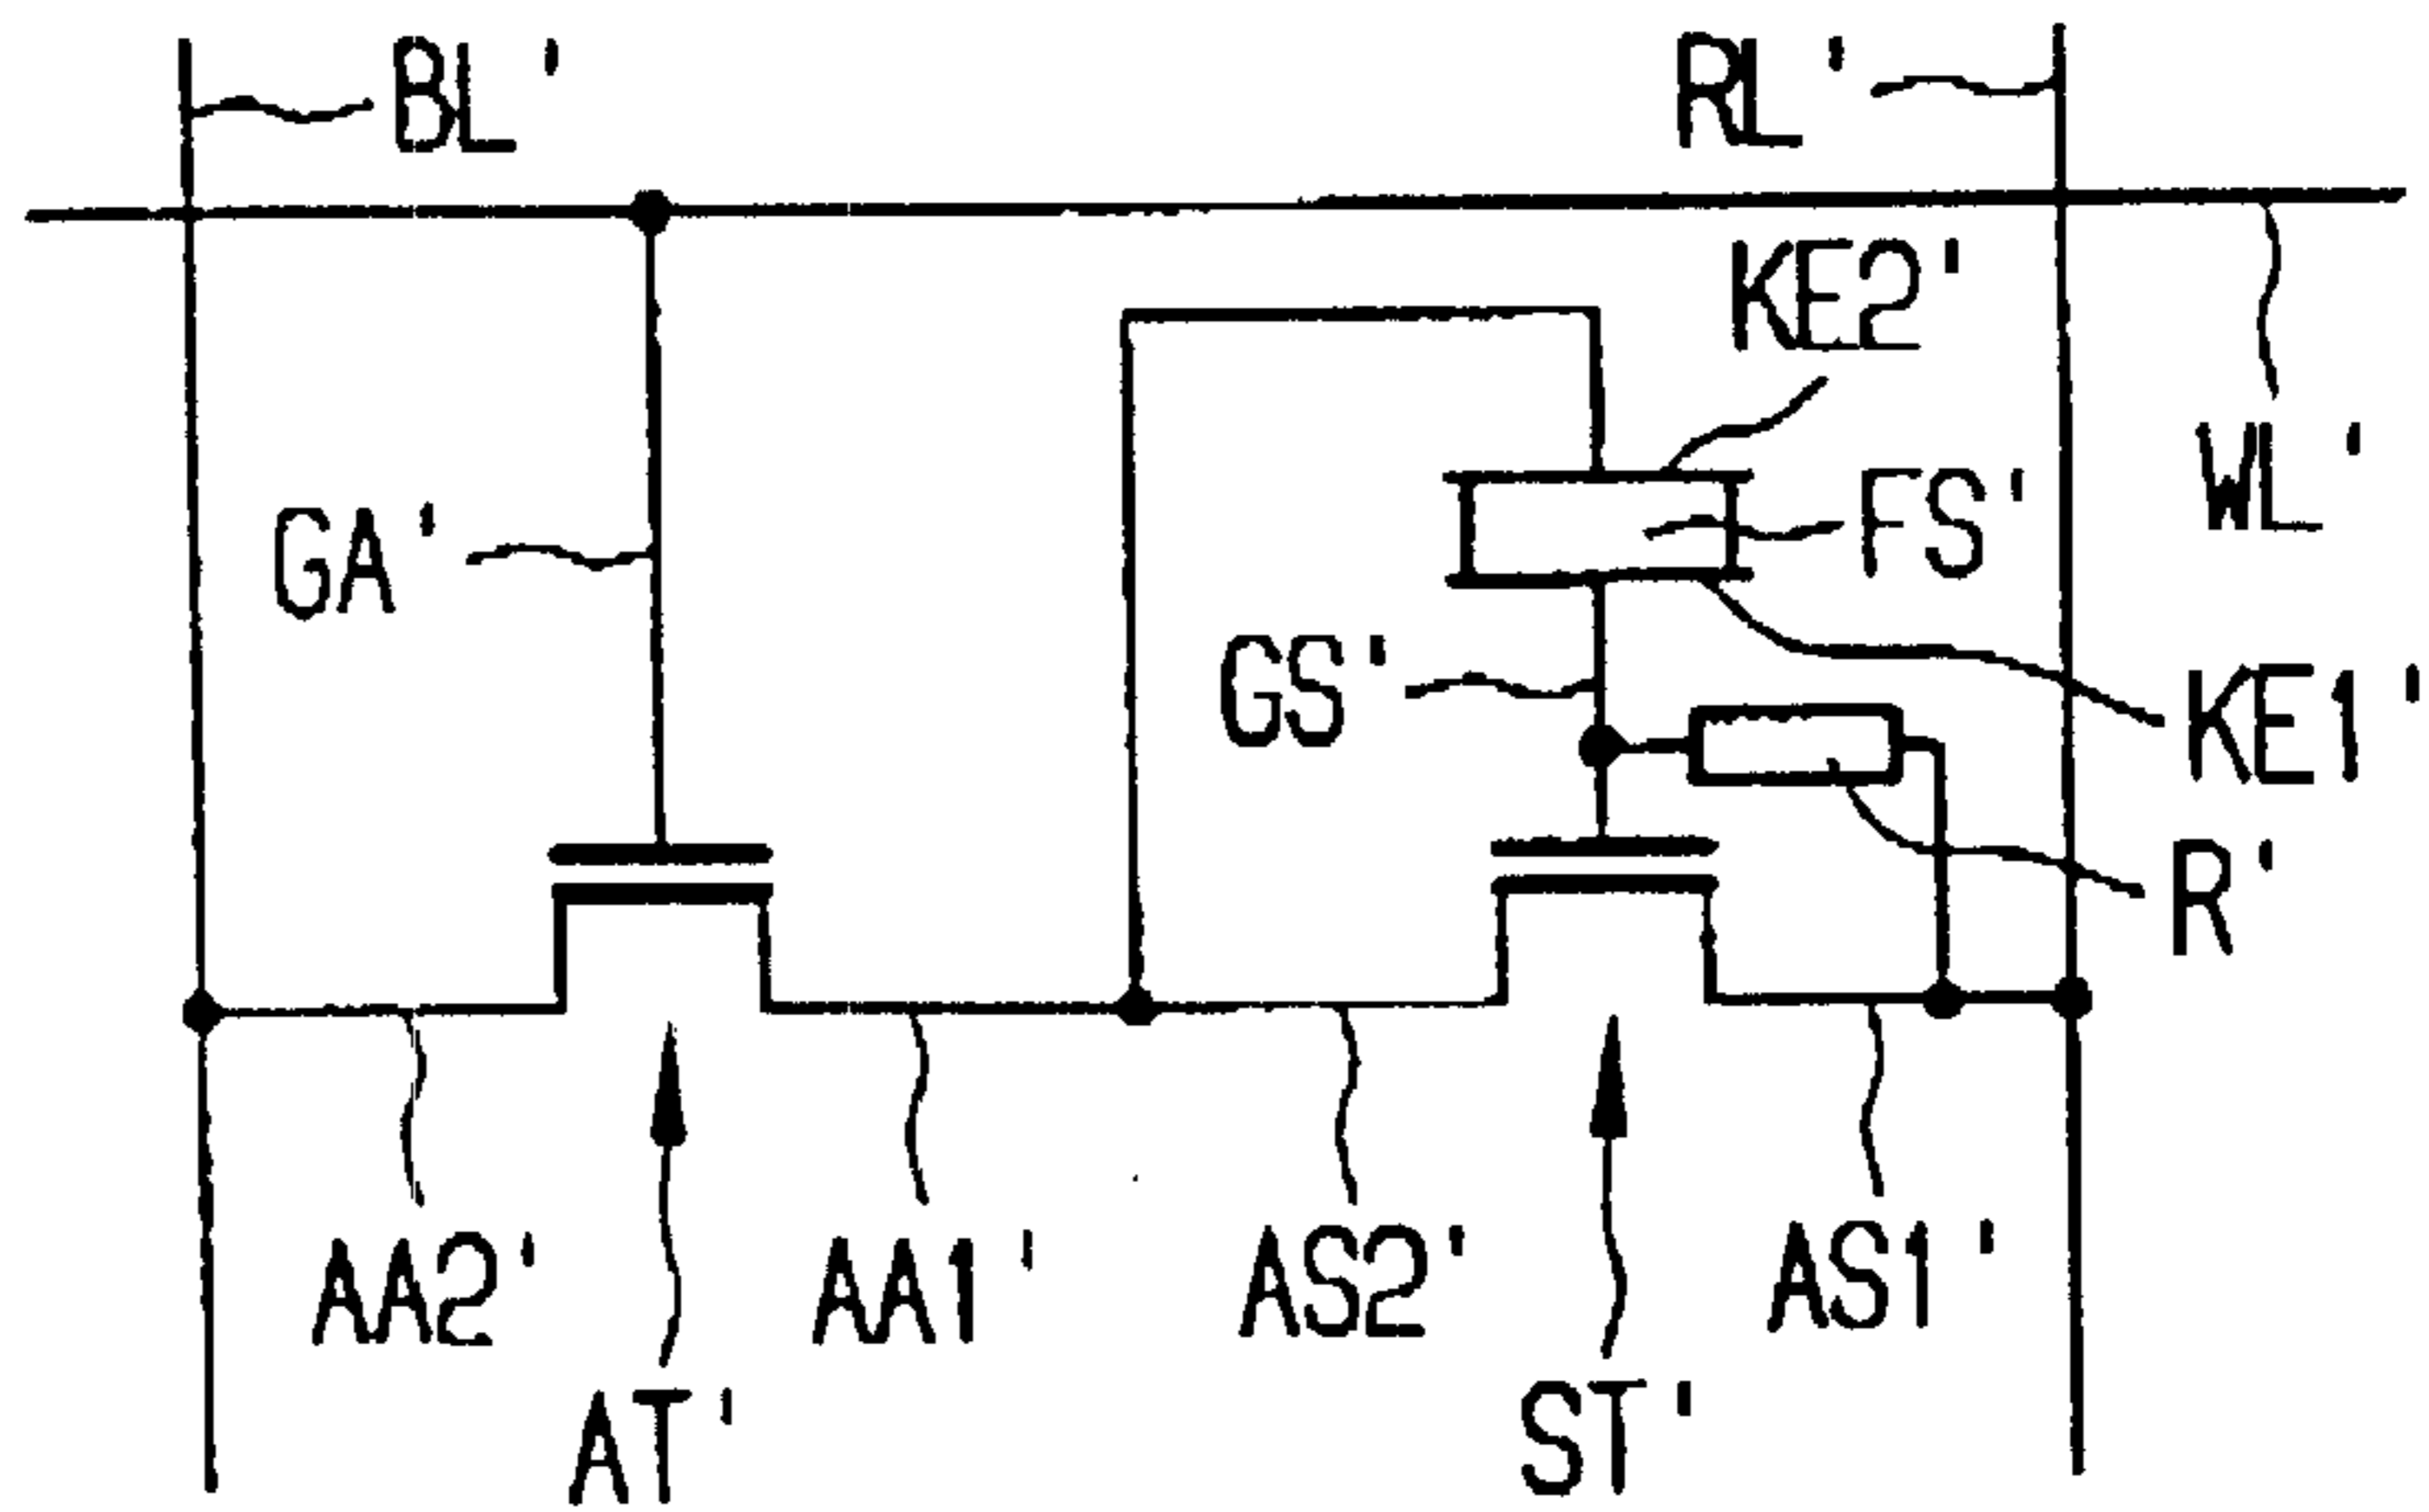 BL'
RL'
KE2'
WL'
FS'
GA'
GS'
KE1'
R'
AA2'
AA1'
AS2'
AS1'
AT'
ST'